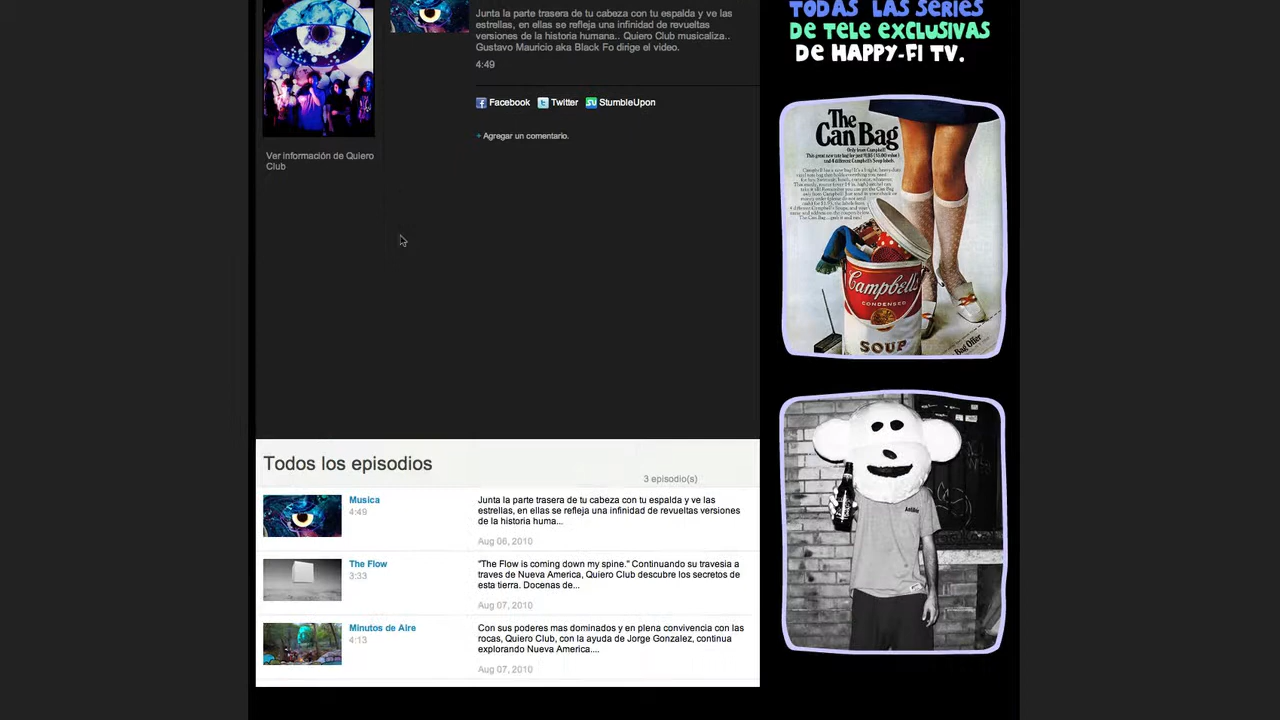 Junta la parte trasera de tu cabeza con tu espalda y ve las
estrellas, en ellas se refleja una infinidad de revueltas
versiones de la historia humana.. Quiero Club musicaliza..
Gustavo Mauricio aka Black Fo dirige el video.
4:49
Facebook Twitter StumbleUpon
+ Agregar un comentario.
Ver información de Quiero
Club
Todos los episodios
3 episodio(s)
Musica
4:49
Junta la parte trasera de tu cabeza con tu espalda y ve las
estrellas, en ellas se refleja una infinidad de revueltas versiones
de la historia huma...
Aug 06, 2010
The Flow
3:33
"The Flow is coming down my spine." Continuando su travesia a
traves de Nueva America, Quiero Club descubre los secretos de
esta tierra. Docenas de...
Aug 07, 2010
Minutos de Aire
4:13
Con sus poderes mas dominados y en plena convivencia con las
rocas, Quiero Club, con la ayuda de Jorge Gonzalez, continua
explorando Nueva America....
Aug 07, 2010
TODAS LAS SERIES
DE TELE EXCLUSIVAS
DE HAPPY-FI TV.
The
Can Bag
Only from Campbell
Campbell's
CONDENSED
SOUP
Bag Offer